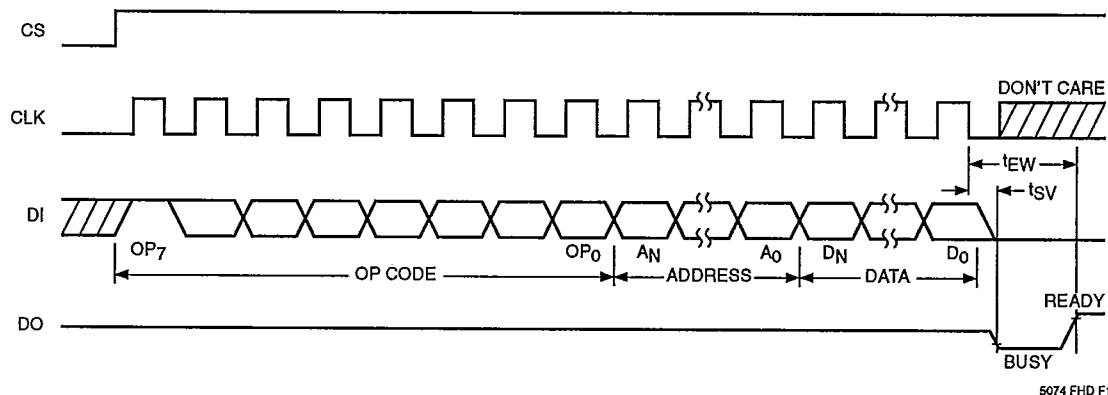 CS
DON'T CARE
CLK
tEW
tSV
DI
OP7 OP0 AN A0 DN D0
OP CODE ADDRESS DATA
READY
DO
BUSY